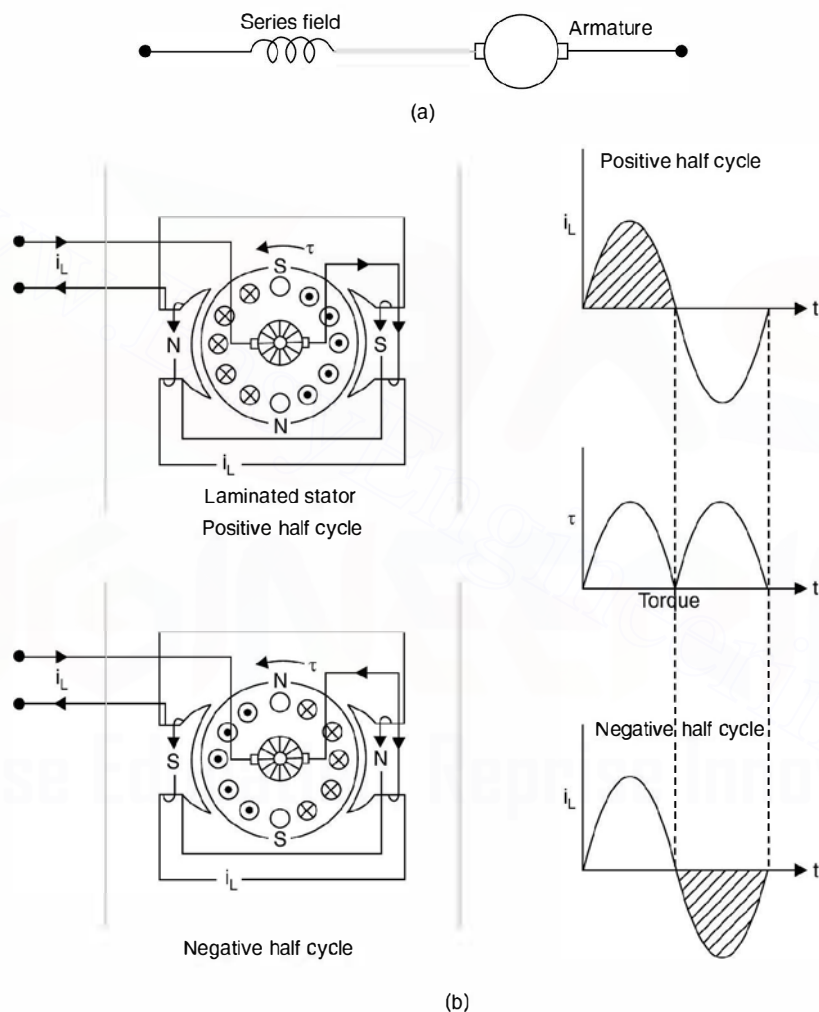 Series field
Armature
(a)
Positive half cycle
i_L
t
τ
i_L
S
N
S
N
i_L
Laminated stator
Positive half cycle
τ
t
Torque
τ
i_L
N
S
N
S
i_L
Negative half cycle
Negative half cycle
i_L
t
(b)